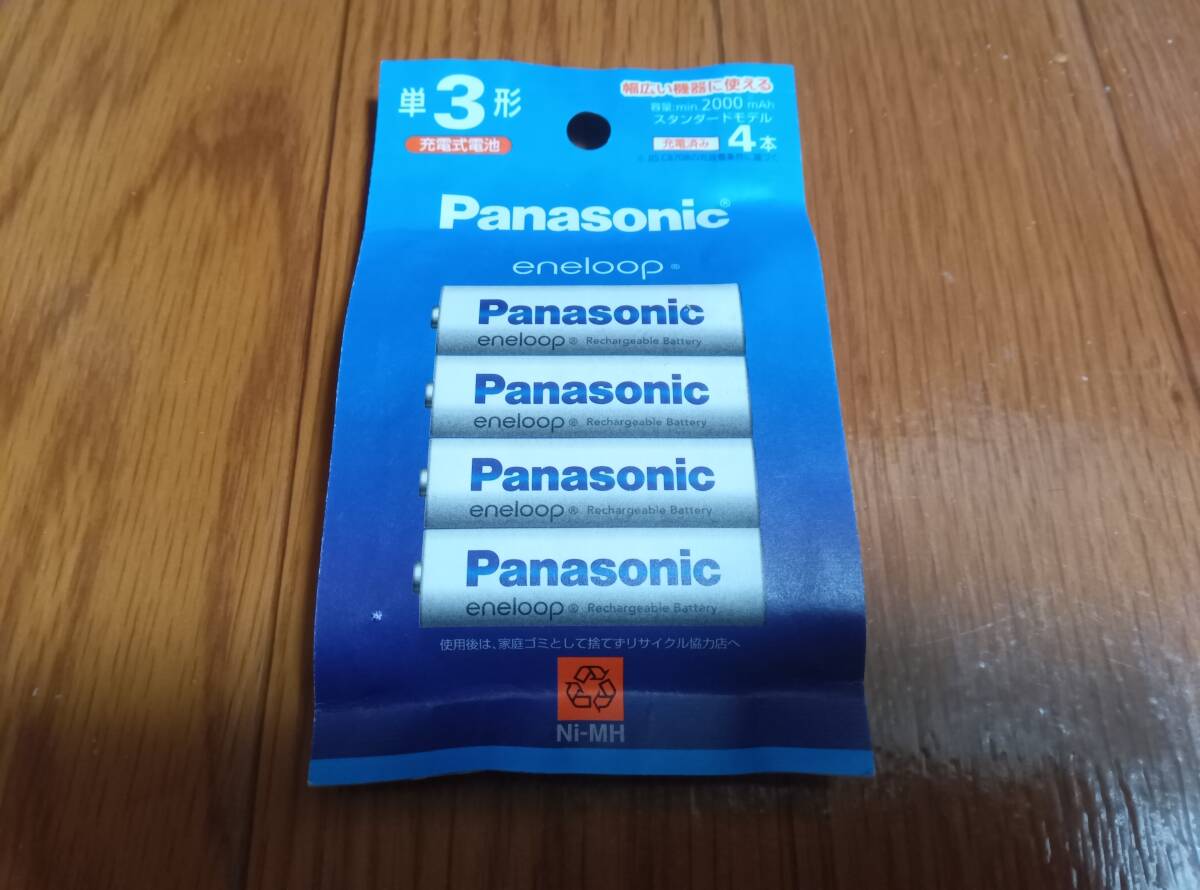 単3形
充電式電池
幅広い機器に使える
容量:min.2000 mAh
スタンダードモデル
充電済み 4本
Panasonic®
eneloop®
Panasonic
eneloop® Rechargeable Battery
Panasonic
eneloop® Rechargeable Battery
Panasonic
eneloop® Rechargeable Battery
Panasonic
eneloop® Rechargeable Battery
使用後は、家庭ゴミとして捨てずリサイクル協力店へ
Ni-MH